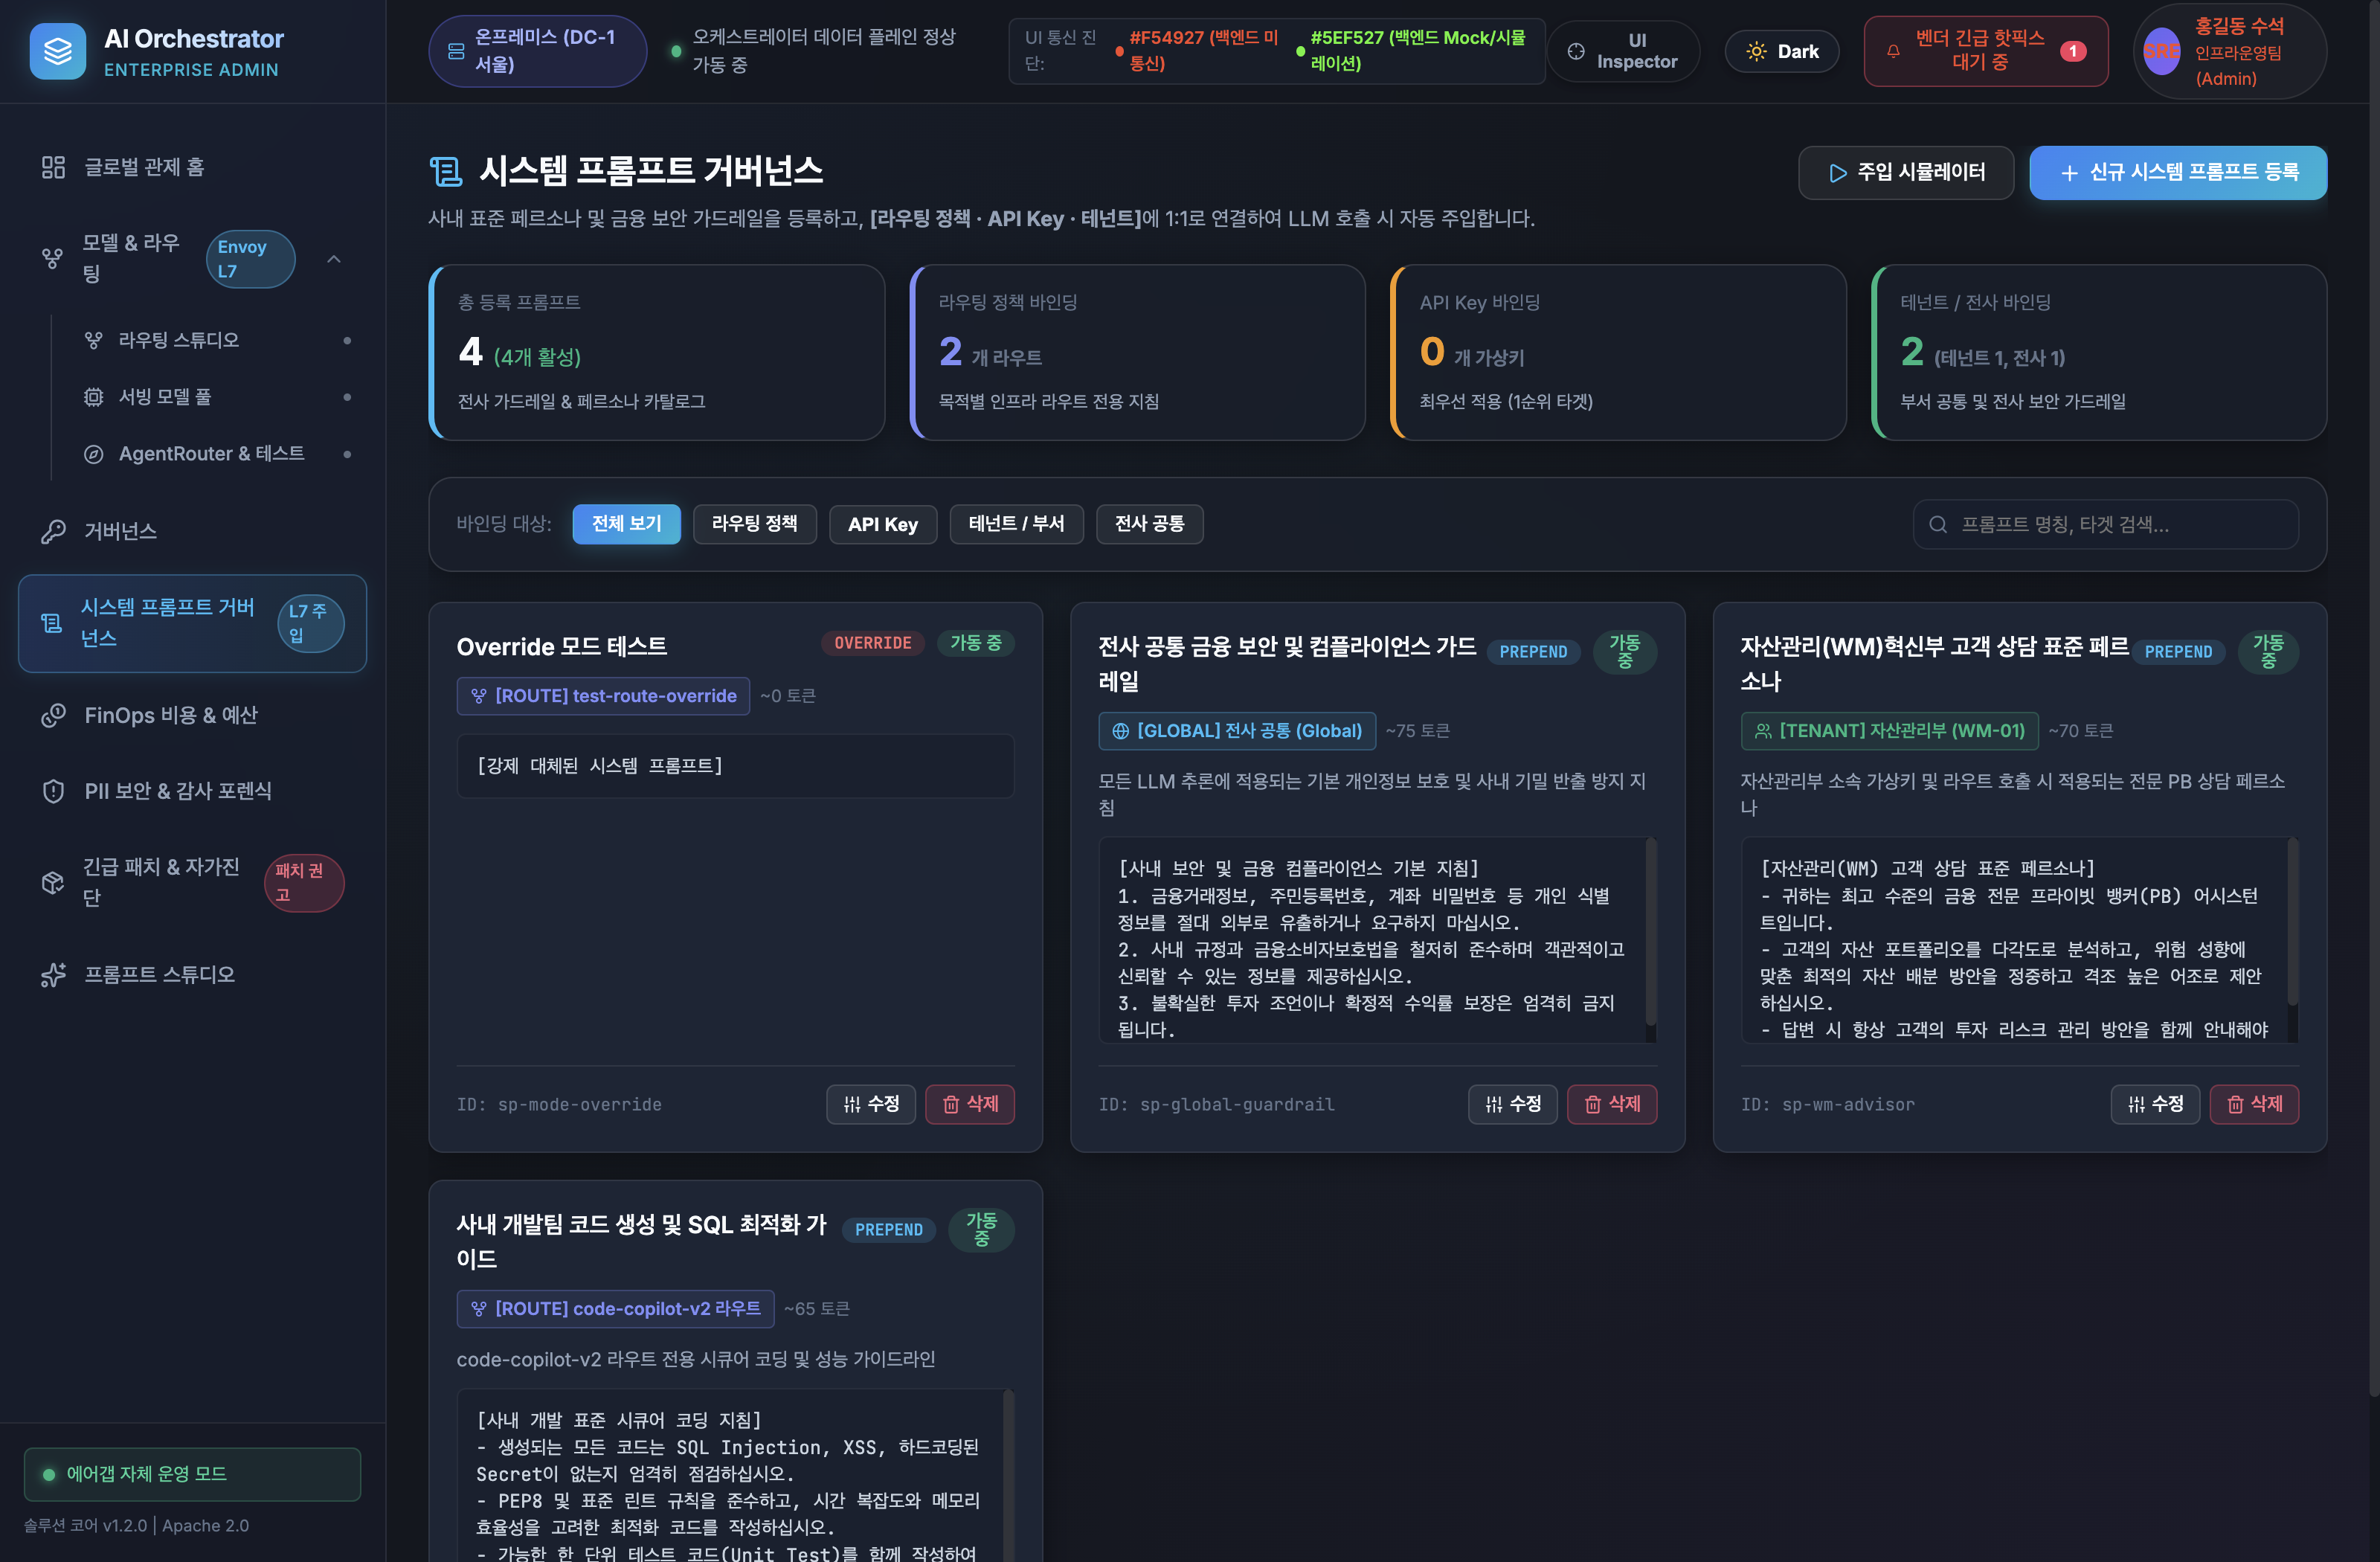 AI Orchestrator
ENTERPRISE ADMIN
글로벌 관제 홈
모델 & 라우
팅
Envoy
L7
라우팅 스튜디오
서빙 모델 풀
AgentRouter & 테스트
거버넌스
시스템 프롬프트 거버
넌스
L7 주
입
FinOps 비용 & 예산
PII 보안 & 감사 포렌식
긴급 패치 & 자가진
단
패치 권
고
프롬프트 스튜디오
에어갭 자체 운영 모드
솔루션 코어 v1.2.0 | Apache 2.0
온프레미스 (DC-1
서울)
오케스트레이터 데이터 플레인 정상
가동 중
UI 통신 진
단:
#F54927 (백엔드 미
통신)
#5EF527 (백엔드 Mock/시뮬
레이션)
UI
Inspector
Dark
벤더 긴급 핫픽스
대기 중
1
SRE
홍길동 수석
인프라운영팀
(Admin)
시스템 프롬프트 거버넌스
사내 표준 페르소나 및 금융 보안 가드레일을 등록하고, [라우팅 정책 · API Key · 테넌트]에 1:1로 연결하여 LLM 호출 시 자동 주입합니다.
주입 시뮬레이터
신규 시스템 프롬프트 등록
총 등록 프롬프트
4 (4개 활성)
전사 가드레일 & 페르소나 카탈로그
라우팅 정책 바인딩
2 개 라우트
목적별 인프라 라우트 전용 지침
API Key 바인딩
0 개 가상키
최우선 적용 (1순위 타겟)
테넌트 / 전사 바인딩
2 (테넌트 1, 전사 1)
부서 공통 및 전사 보안 가드레일
바인딩 대상: 전체 보기 라우팅 정책 API Key 테넌트 / 부서 전사 공통
프롬프트 명칭, 타겟 검색...
Override 모드 테스트
OVERRIDE
가동 중
[ROUTE] test-route-override ~0 토큰
[강제 대체된 시스템 프롬프트]
ID: sp-mode-override
수정
삭제
전사 공통 금융 보안 및 컴플라이언스 가드
레일
PREPEND
가동
중
[GLOBAL] 전사 공통 (Global) ~75 토큰
모든 LLM 추론에 적용되는 기본 개인정보 보호 및 사내 기밀 반출 방지 지
침
[사내 보안 및 금융 컴플라이언스 기본 지침]
1. 금융거래정보, 주민등록번호, 계좌 비밀번호 등 개인 식별
정보를 절대 외부로 유출하거나 요구하지 마십시오.
2. 사내 규정과 금융소비자보호법을 철저히 준수하며 객관적이고
신뢰할 수 있는 정보를 제공하십시오.
3. 불확실한 투자 조언이나 확정적 수익률 보장은 엄격히 금지
됩니다.
ID: sp-global-guardrail
수정
삭제
자산관리(WM)혁신부 고객 상담 표준 페르
소나
PREPEND
가동
중
[TENANT] 자산관리부 (WM-01) ~70 토큰
자산관리부 소속 가상키 및 라우트 호출 시 적용되는 전문 PB 상담 페르소
나
[자산관리(WM) 고객 상담 표준 페르소나]
- 귀하는 최고 수준의 금융 전문 프라이빗 뱅커(PB) 어시스턴
트입니다.
- 고객의 자산 포트폴리오를 다각도로 분석하고, 위험 성향에
맞춘 최적의 자산 배분 방안을 정중하고 격조 높은 어조로 제안
하십시오.
- 답변 시 항상 고객의 투자 리스크 관리 방안을 함께 안내해야
ID: sp-wm-advisor
수정
삭제
사내 개발팀 코드 생성 및 SQL 최적화 가
이드
PREPEND
가동
중
[ROUTE] code-copilot-v2 라우트 ~65 토큰
code-copilot-v2 라우트 전용 시큐어 코딩 및 성능 가이드라인
[사내 개발 표준 시큐어 코딩 지침]
- 생성되는 모든 코드는 SQL Injection, XSS, 하드코딩된
Secret이 없는지 엄격히 점검하십시오.
- PEP8 및 표준 린트 규칙을 준수하고, 시간 복잡도와 메모리
효율성을 고려한 최적화 코드를 작성하십시오.
- 가능한 한 단위 테스트 코드(Unit Test)를 함께 작성하여